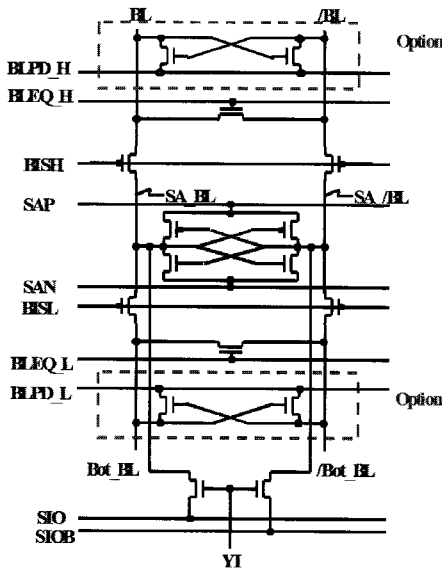 BL /BL
Option
BLPD_H
BLEQ_H
BISH
SA_BL SA_/BL
SAP
SAN
BISL
BLEQ_L
BLPD_L
Option
Bot_BL /Bot_BL
SIO
SIOB
YI